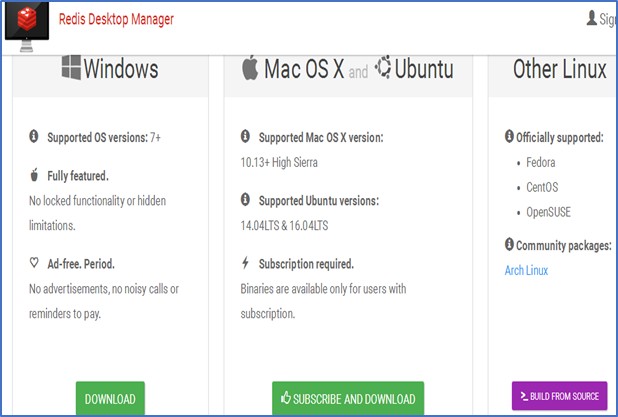 Redis Desktop Manager
Windows
Supported OS versions: 7+
Fully featured.
No locked functionality or hidden
limitations.
Ad-free. Period.
No advertisements, no noisy calls or
reminders to pay.
DOWNLOAD
Mac OS X and Ubuntu
Supported Mac OS X version:
10.13+ High Sierra
Supported Ubuntu versions:
14.04LTS & 16.04LTS
Subscription required.
Binaries are available only for users with
subscription.
SUBSCRIBE AND DOWNLOAD
Other Linux
Officially supported:
Fedora
CentOS
OpenSUSE
Community packages:
Arch Linux
BUILD FROM SOURCE